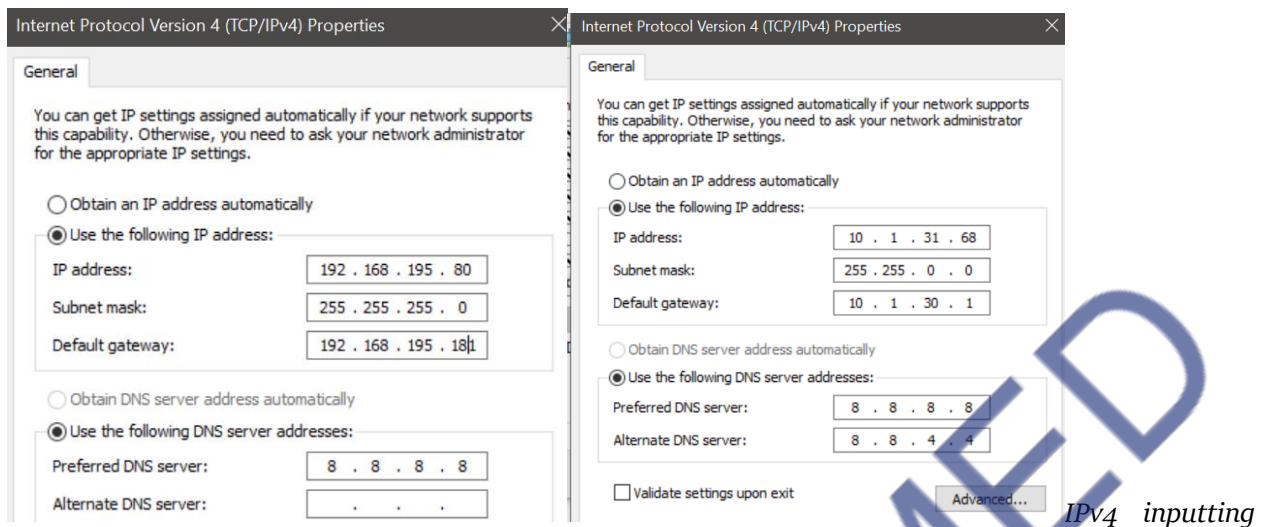 Internet Protocol Version 4 (TCP/IPv4) Properties
General
You can get IP settings assigned automatically if your network supports
this capability. Otherwise, you need to ask your network administrator
for the appropriate IP settings.
Obtain an IP address automatically
Use the following IP address:
IP address: 192 . 168 . 195 . 80
Subnet mask: 255 . 255 . 255 . 0
Default gateway: 192 . 168 . 195 . 181
Obtain DNS server address automatically
Use the following DNS server addresses:
Preferred DNS server: 8 . 8 . 8 . 8
Alternate DNS server: . . .
Internet Protocol Version 4 (TCP/IPv4) Properties
General
You can get IP settings assigned automatically if your network supports
this capability. Otherwise, you need to ask your network administrator
for the appropriate IP settings.
Obtain an IP address automatically
Use the following IP address:
IP address: 10 . 1 . 31 . 68
Subnet mask: 255 . 255 . 0 . 0
Default gateway: 10 . 1 . 30 . 1
Obtain DNS server address automatically
Use the following DNS server addresses:
Preferred DNS server: 8 . 8 . 8 . 8
Alternate DNS server: 8 . 8 . 4 . 4
Validate settings upon exit
Advanced...
IPv4 inputting